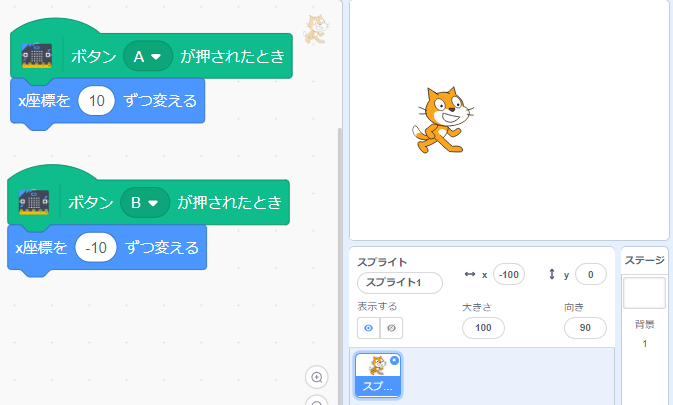 ボタン A が押されたとき
x座標を 10 ずつ変える
ボタン B が押されたとき
x座標を -10 ずつ変える
スプライト
スプライト1
x -100
y 0
表示する
大きさ
向き
100
90
スプ...
ステージ
背景
1